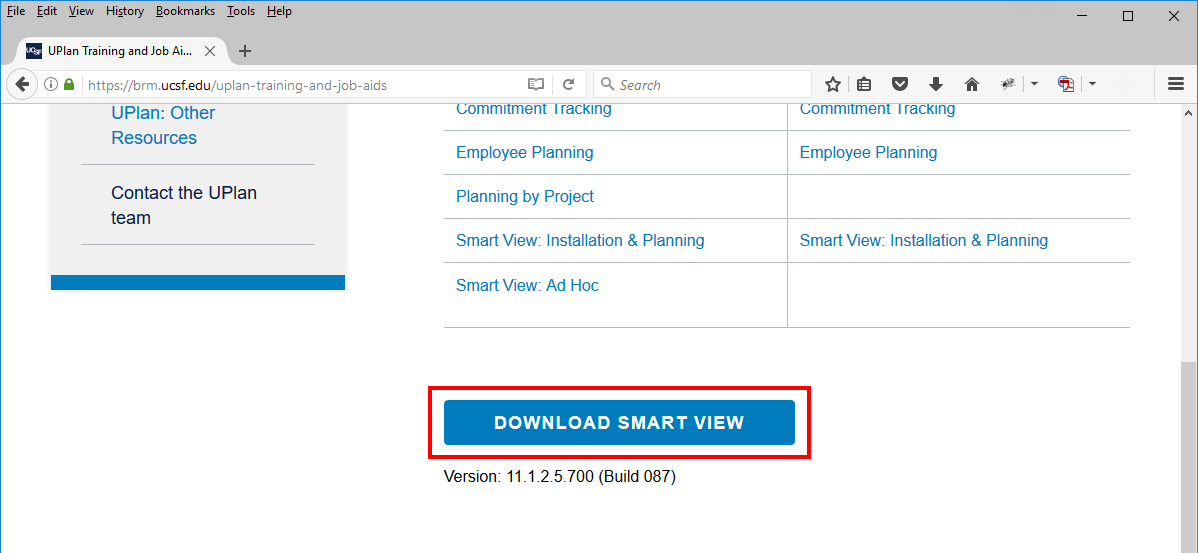 File Edit View History Bookmarks Tools Help
UCSF UPlan Training and Job Ai...
https://brm.ucsf.edu/uplan-training-and-job-aids
Search
UPlan: Other
Resources
Contact the UPlan
team
Commitment Tracking Commitment Tracking
Employee Planning Employee Planning
Planning by Project
Smart View: Installation & Planning Smart View: Installation & Planning
Smart View: Ad Hoc
DOWNLOAD SMART VIEW
Version: 11.1.2.5.700 (Build 087)